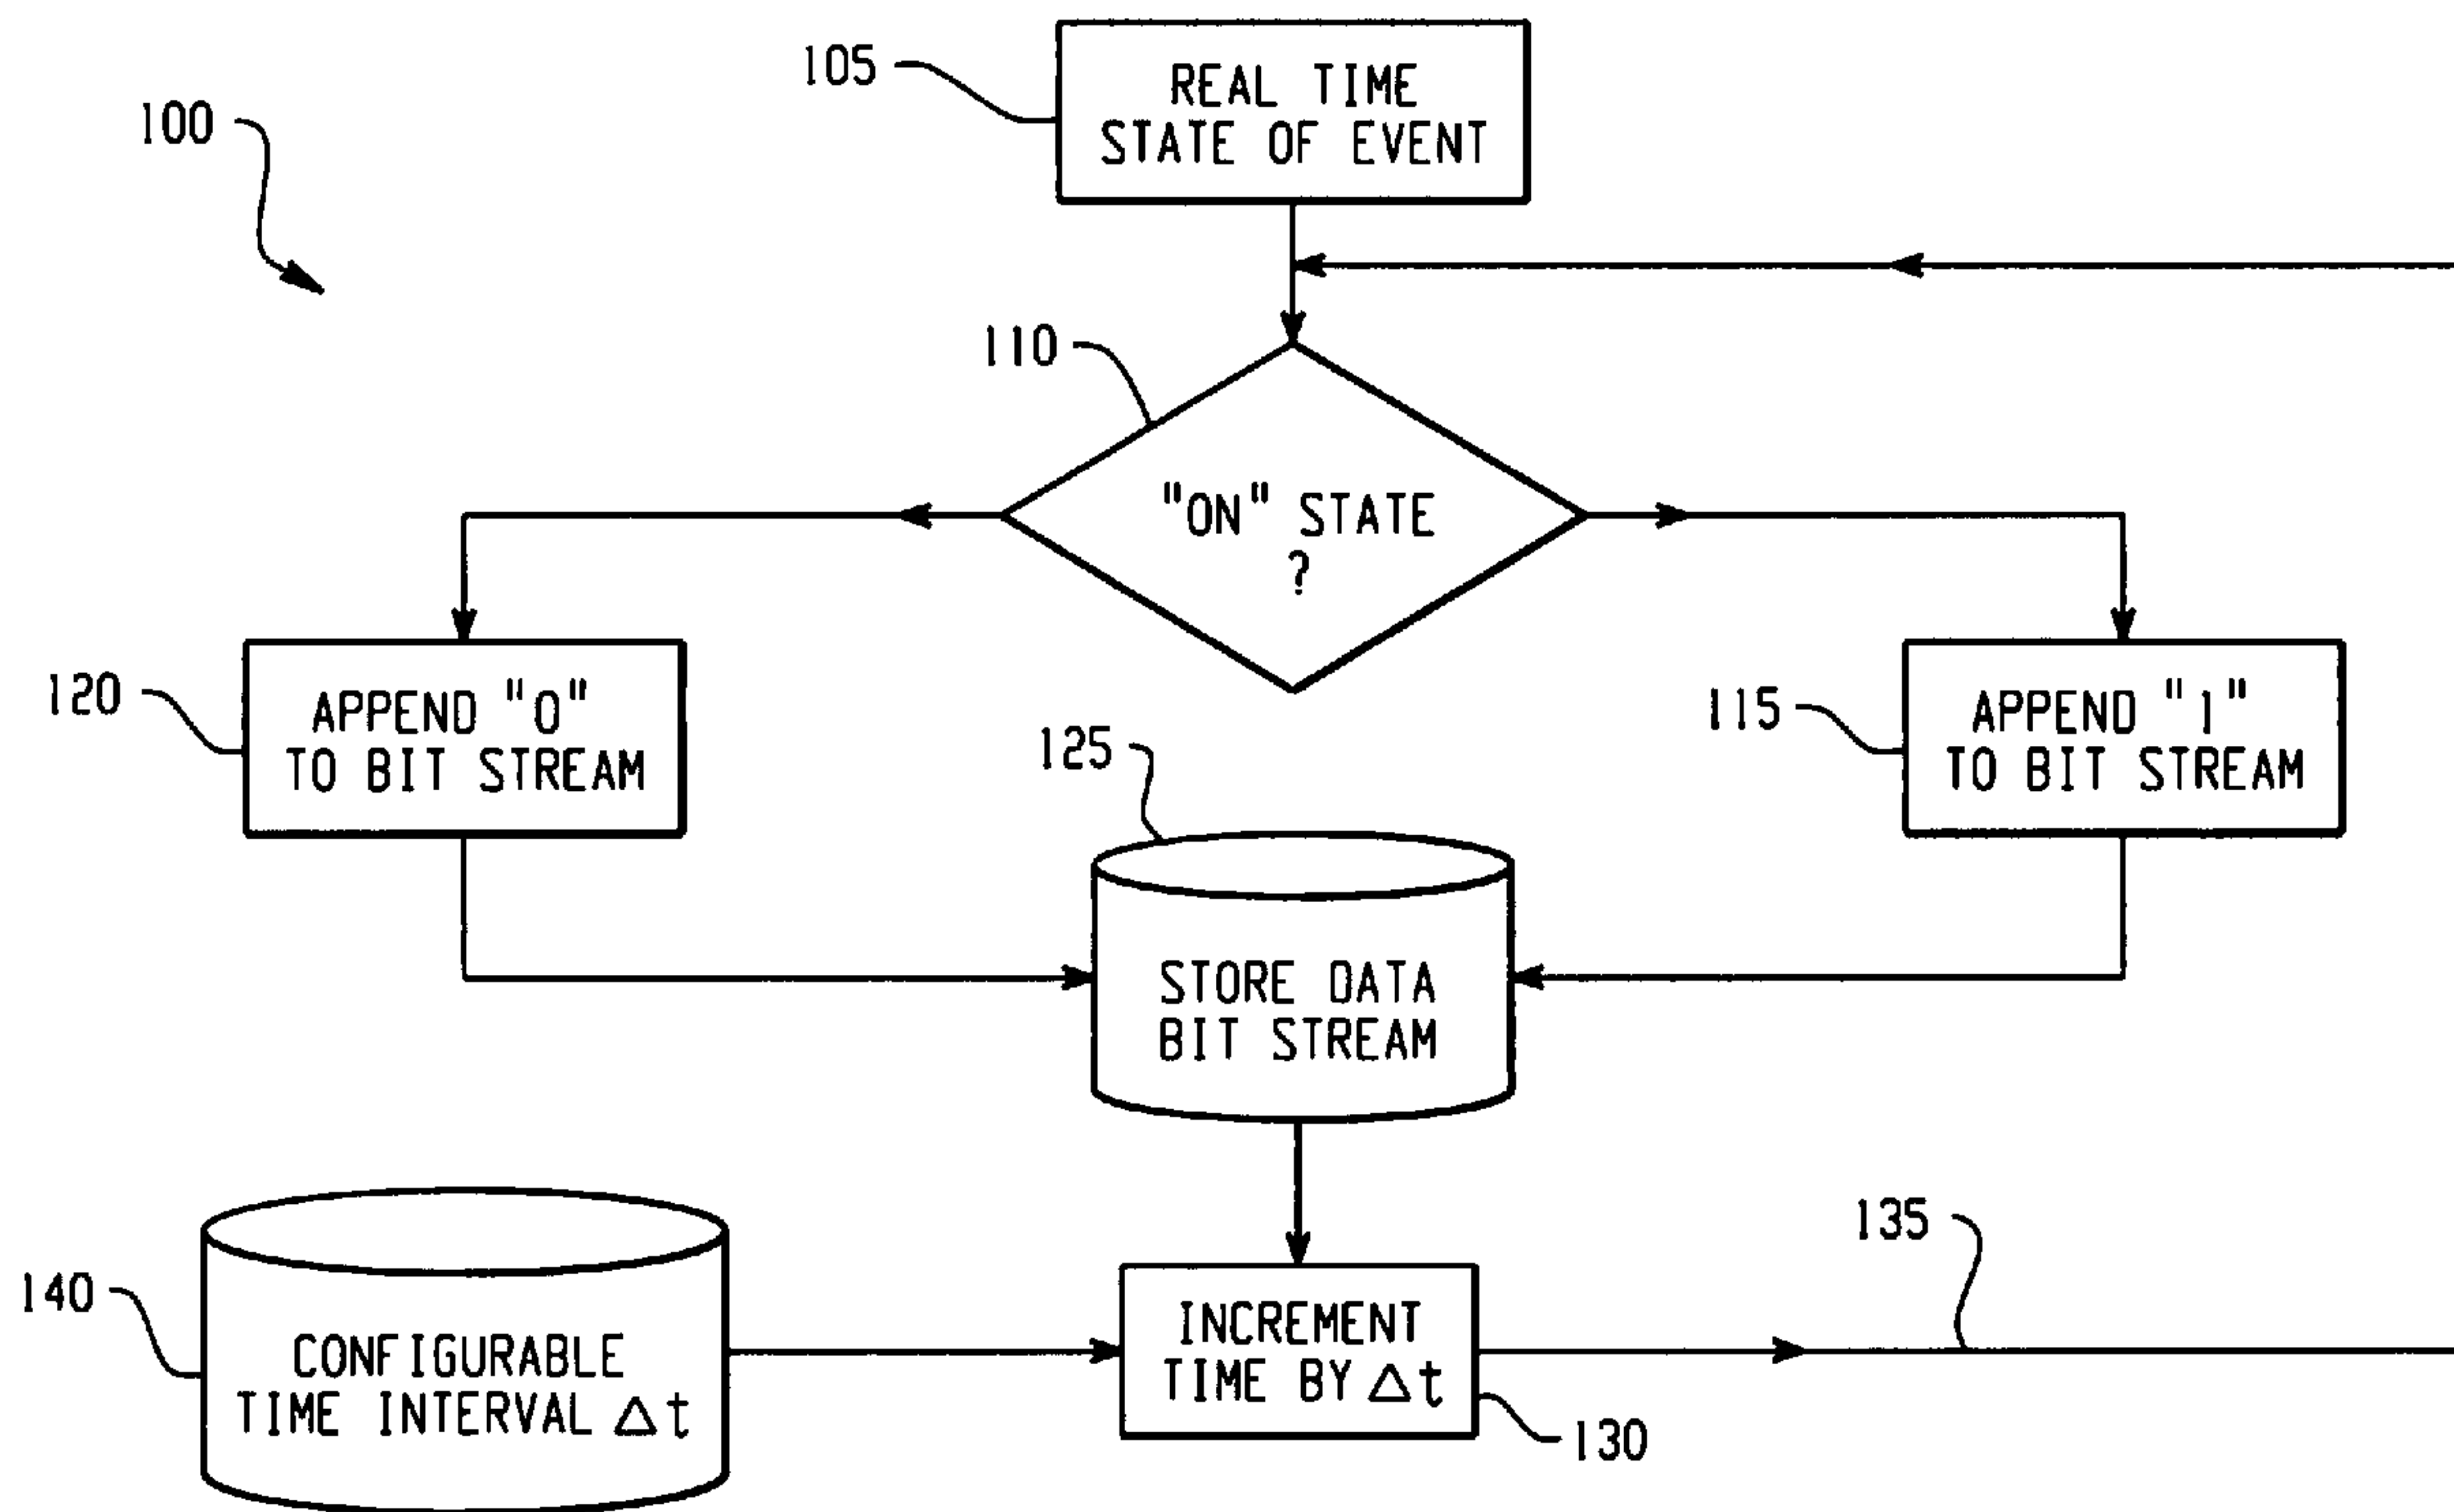 105
REAL TIME
STATE OF EVENT
100
110
"ON" STATE
?
120
APPEND "0"
TO BIT STREAM
115
APPEND "1"
TO BIT STREAM
125
STORE DATA
BIT STREAM
140
CONFIGURABLE
TIME INTERVAL Δt
INCREMENT
TIME BY Δt
135
130